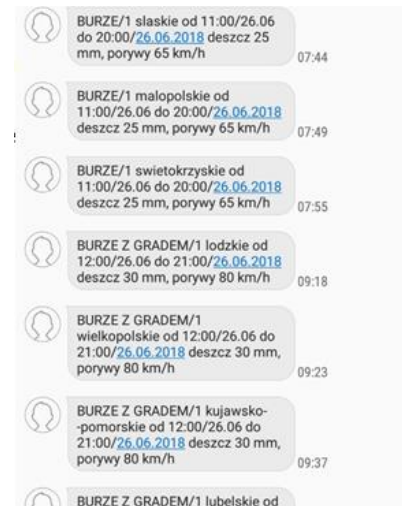 BURZE/1 slaskie od 11:00/26.06
do 20:00/26.06.2018 deszcz 25
mm, porywy 65 km/h
07:44
BURZE/1 malopolskie od
11:00/26.06 do 20:00/26.06.2018
deszcz 25 mm, porywy 65 km/h
07:49
BURZE/1 swietokrzyskie od
11:00/26.06 do 20:00/26.06.2018
deszcz 25 mm, porywy 65 km/h
07:55
BURZE Z GRADEM/1 lodzkie od
12:00/26.06 do 21:00/26.06.2018
deszcz 30 mm, porywy 80 km/h
09:18
BURZE Z GRADEM/1
wielkopolskie od 12:00/26.06 do
21:00/26.06.2018 deszcz 30 mm,
porywy 80 km/h
09:23
BURZE Z GRADEM/1 kujawsko-
-pomorskie od 12:00/26.06 do
21:00/26.06.2018 deszcz 30 mm,
porywy 80 km/h
09:37
BURZE Z GRADEM/1 lubelskie od